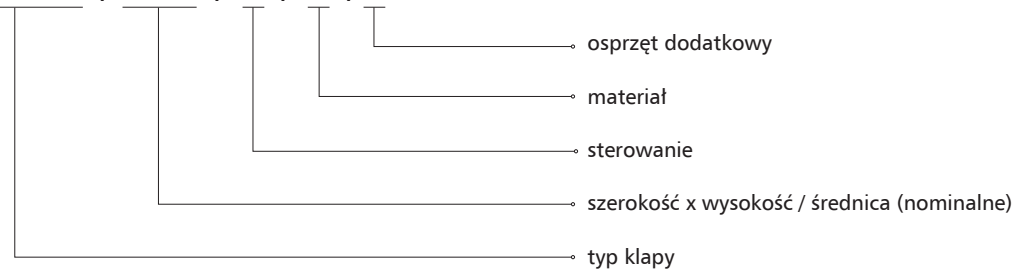 osprzęt dodatkowy
materiał
sterowanie
szerokość x wysokość / średnica (nominalne)
typ klapy